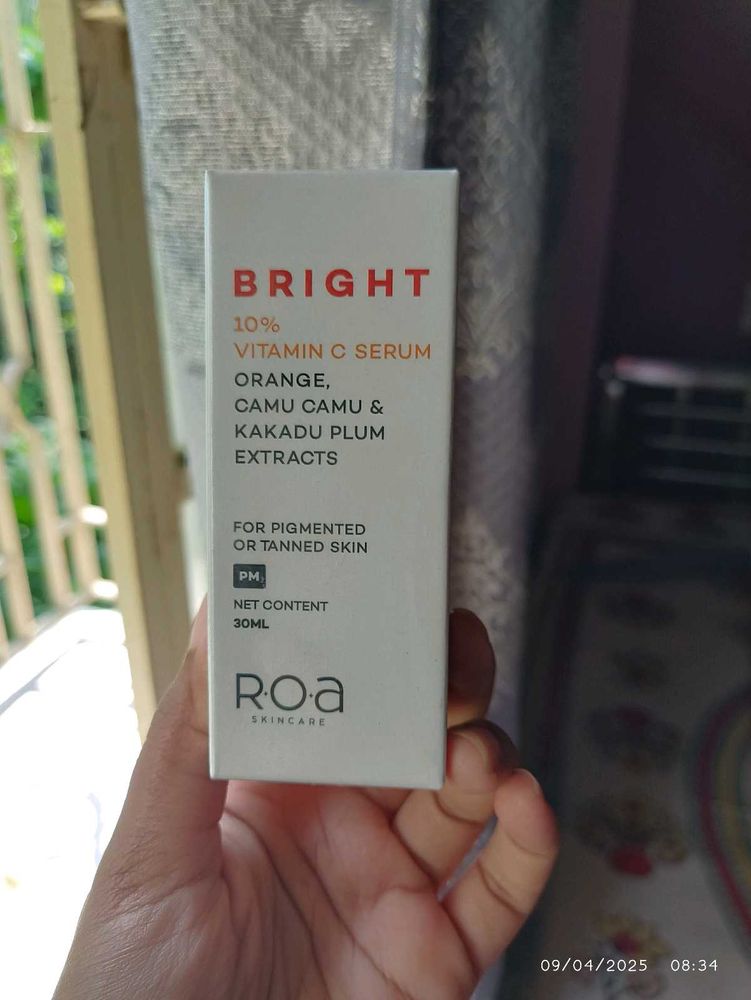 BRIGHT
10%
VITAMIN C SERUM
ORANGE,
CAMU CAMU &
KAKADU PLUM
EXTRACTS
FOR PIGMENTED
OR TANNED SKIN
PM
NET CONTENT
30ML
R•O•a
SKINCARE
09/04/2025 08:34